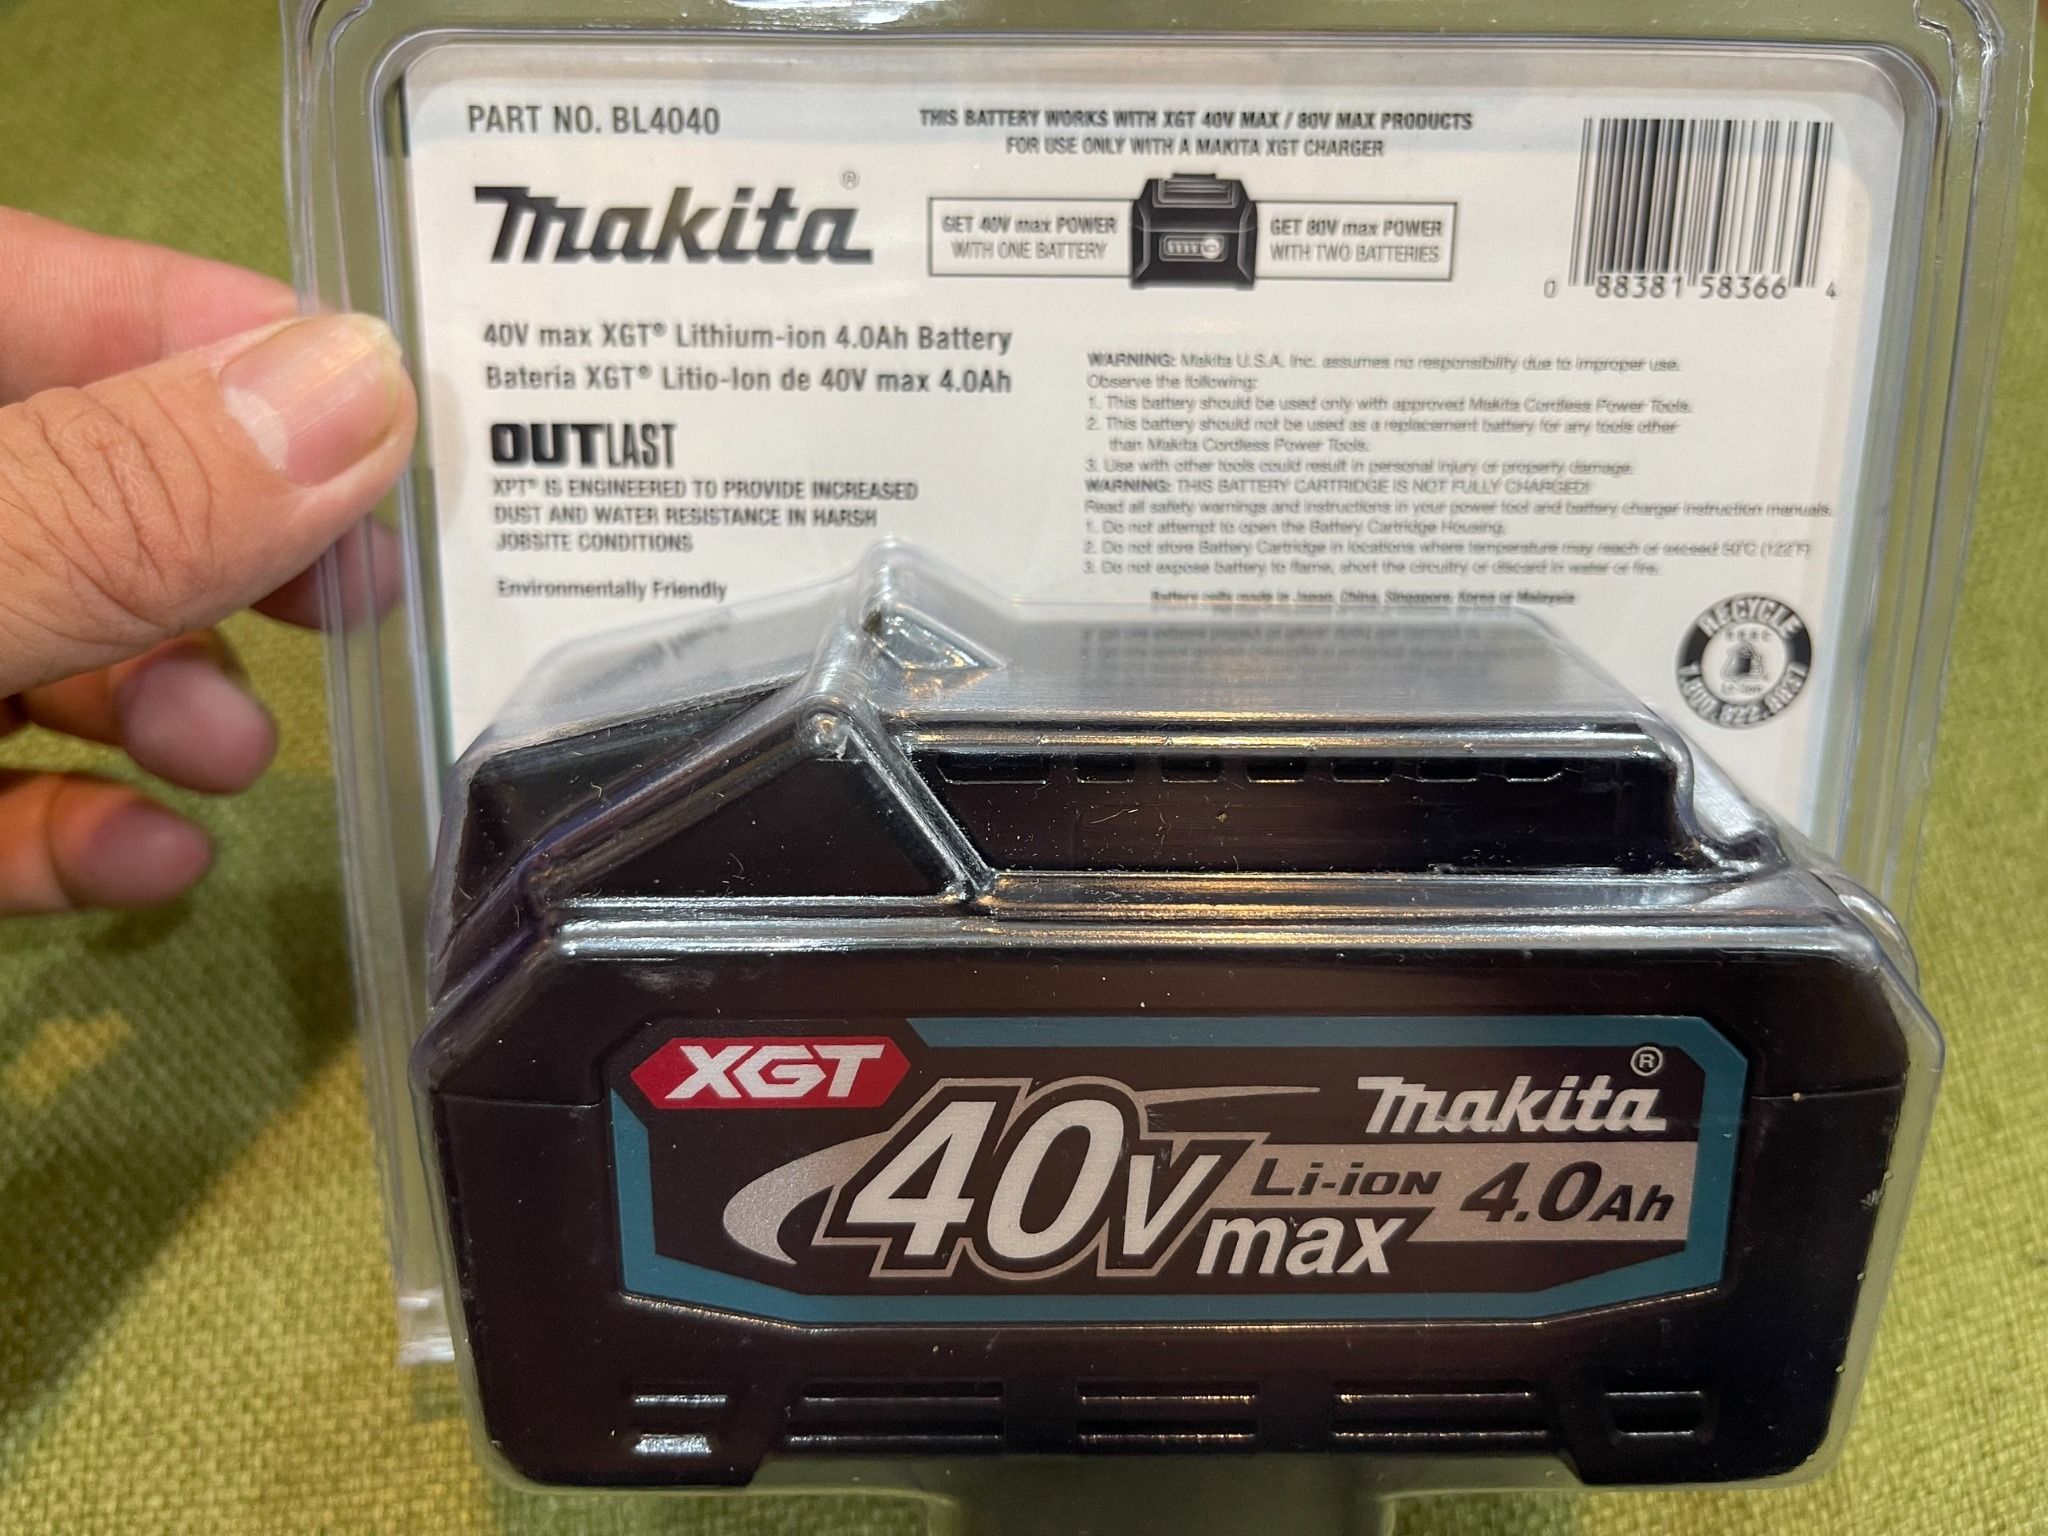 PART NO. BL4040
Makita®
THIS BATTERY WORKS WITH XGT 40V MAX / 80V MAX PRODUCTS
FOR USE ONLY WITH A MAKITA XGT CHARGER
GET 40V max POWER
WITH ONE BATTERY
GET 80V max POWER
WITH TWO BATTERIES
0 88381 58366 4
40V max XGT® Lithium-ion 4.0Ah Battery
Bateria XGT® Litio-Ion de 40V max 4.0Ah
OUTLAST
XPT® IS ENGINEERED TO PROVIDE INCREASED
DUST AND WATER RESISTANCE IN HARSH
JOBSITE CONDITIONS
Environmentally Friendly
WARNING: Makita U.S.A. Inc. assumes no responsibility due to improper use.
Observe the following:
1. This battery should be used only with approved Makita Cordless Power Tools.
2. This battery should not be used as a replacement battery for any tools other
than Makita Cordless Power Tools.
3. Use with other tools could result in personal injury or property damage.
WARNING: THIS BATTERY CARTRIDGE IS NOT FULLY CHARGED!
Read all safety warnings and instructions in your power tool and battery charger instruction manuals.
1. Do not attempt to open the Battery Cartridge Housing.
2. Do not store Battery Cartridge in locations where temperature may reach or exceed 50°C (122°F)
3. Do not expose battery to flame, short the circuitry or discard in water or fire.
Battery cells made in Japan, China, Singapore, Korea or Malaysia
RECYCLE
Li-ion
1.800.822.8837
XGT
Makita®
40Vmax
Li-ion 4.0Ah